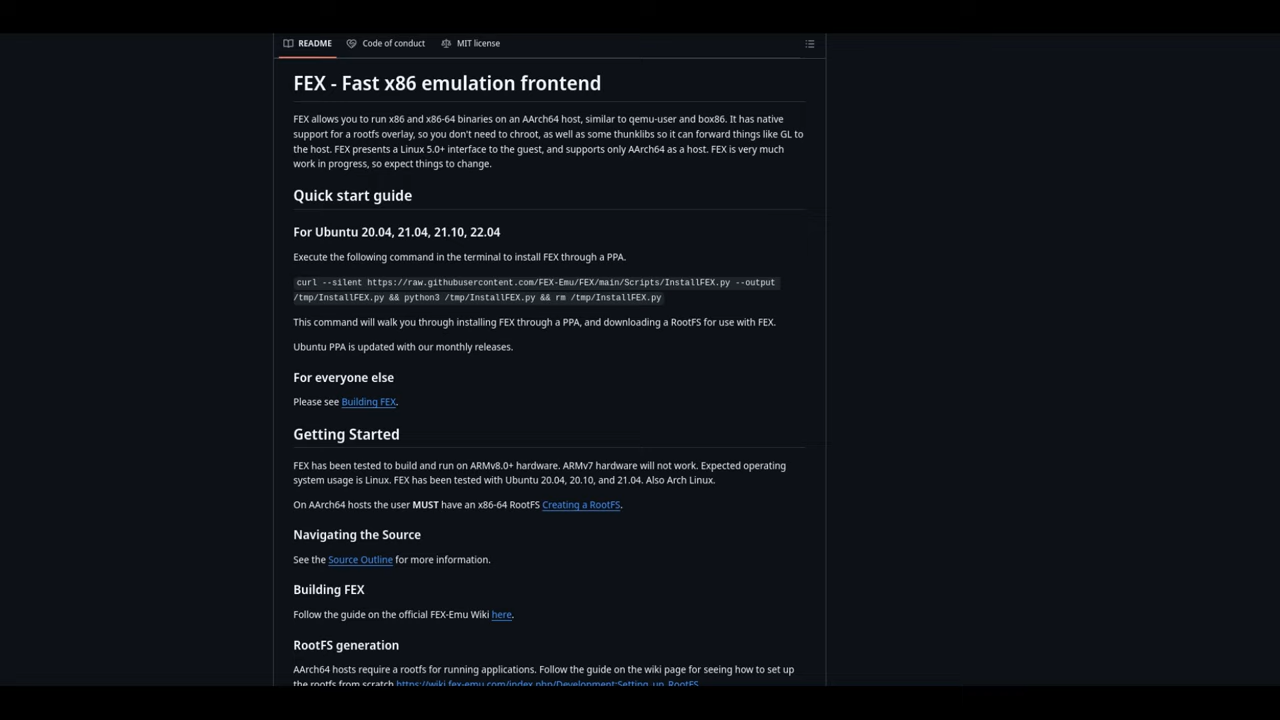 README
Code of conduct
MIT license
FEX - Fast x86 emulation frontend
FEX allows you to run x86 and x86-64 binaries on an AArch64 host, similar to qemu-user and box86. It has native
support for a rootfs overlay, so you don't need to chroot, as well as some thunklibs so it can forward things like GL to
the host. FEX presents a Linux 5.0+ interface to the guest, and supports only AArch64 as a host. FEX is very much
work in progress, so expect things to change.
Quick start guide
For Ubuntu 20.04, 21.04, 21.10, 22.04
Execute the following command in the terminal to install FEX through a PPA.
curl --silent https://raw.githubusercontent.com/FEX-Emu/FEX/main/Scripts/InstallFEX.py --output
/tmp/InstallFEX.py && python3 /tmp/InstallFEX.py && rm /tmp/InstallFEX.py
This command will walk you through installing FEX through a PPA, and downloading a RootFS for use with FEX.
Ubuntu PPA is updated with our monthly releases.
For everyone else
Please see Building FEX.
Getting Started
FEX has been tested to build and run on ARMv8.0+ hardware. ARMv7 hardware will not work. Expected operating
system usage is Linux. FEX has been tested with Ubuntu 20.04, 20.10, and 21.04. Also Arch Linux.
On AArch64 hosts the user MUST have an x86-64 RootFS Creating a RootFS.
Navigating the Source
See the Source Outline for more information.
Building FEX
Follow the guide on the official FEX-Emu Wiki here.
RootFS generation
AArch64 hosts require a rootfs for running applications. Follow the guide on the wiki page for seeing how to set up
the rootfs from scratch https://wiki.fex-emu.com/index.php/Development:Setting_up_RootFS